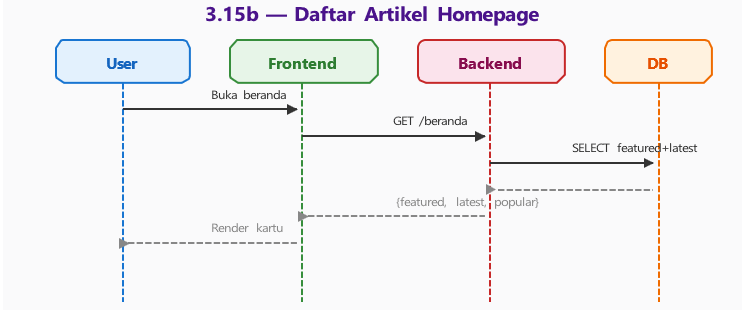 3.15b — Daftar Artikel Homepage
User
Frontend
Backend
DB
Buka beranda
GET /beranda
SELECT featured+latest
{featured, latest, popular}
Render kartu